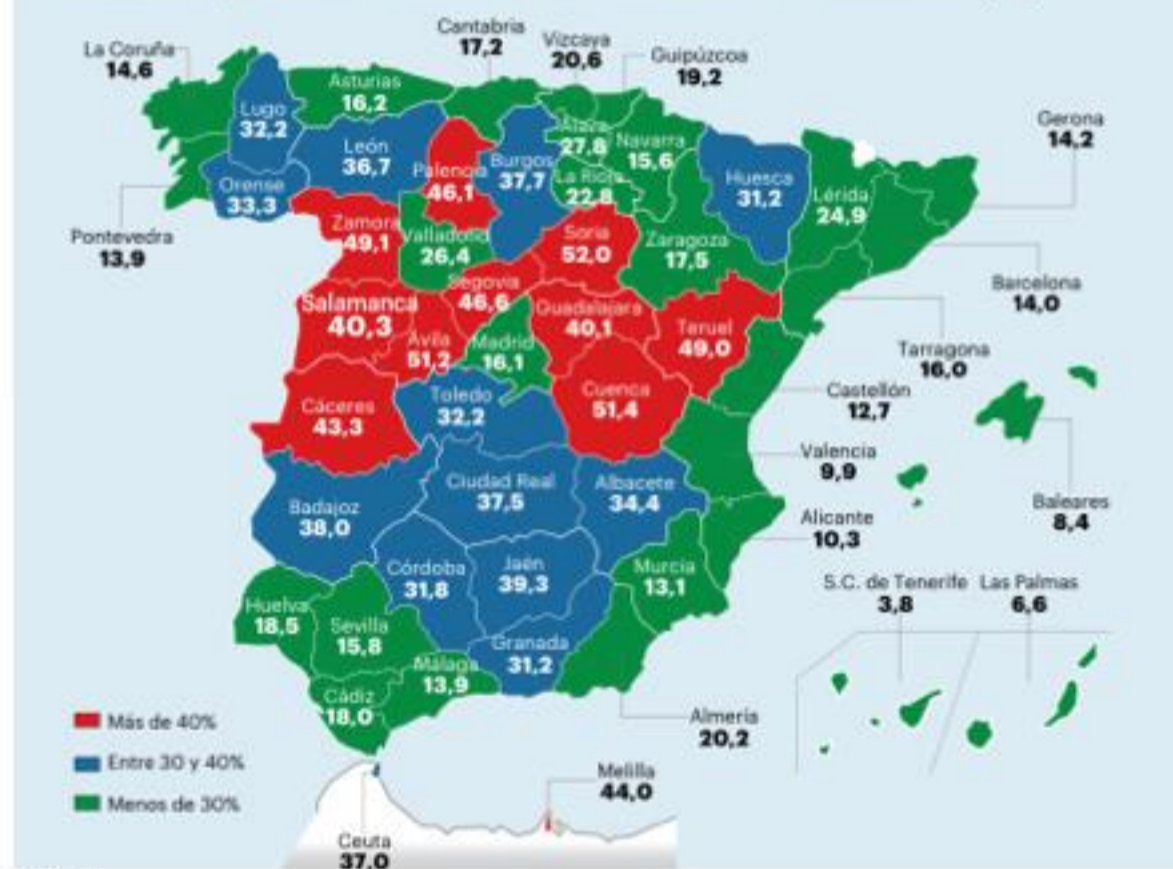 Cantabria
17,2
Vizcaya
20,6
Guipúzcoa
19,2
La Coruña
14,6
Asturias
16,2
Lugo
32,2
Gerona
14,2
León
36,7
Álava
27,8
Navarra
15,6
Palencia
46,1
Burgos
37,7
La Rioja
22,8
Huesca
31,2
Lérida
24,9
Orense
33,3
Pontevedra
13,9
Zamora
49,1
Valladolid
26,4
Soria
52,0
Zaragoza
17,5
Barcelona
14,0
Segovia
46,6
Salamanca
40,3
Guadalajara
40,1
Teruel
49,0
Ávila
51,2
Madrid
16,1
Tarragona
16,0
Cáceres
43,3
Toledo
32,2
Cuenca
51,4
Castellón
12,7
Valencia
9,9
Baleares
8,4
Badajoz
38,0
Ciudad Real
37,5
Albacete
34,4
Alicante
10,3
Córdoba
31,8
Jaén
39,3
Murcia
13,1
S.C. de Tenerife
3,8
Las Palmas
6,6
Huelva
18,5
Sevilla
15,8
Granada
31,2
Málaga
13,9
Cádiz
18,0
Almería
20,2
Más de 40%
Entre 30 y 40%
Menos de 30%
Melilla
44,0
Ceuta
37,0